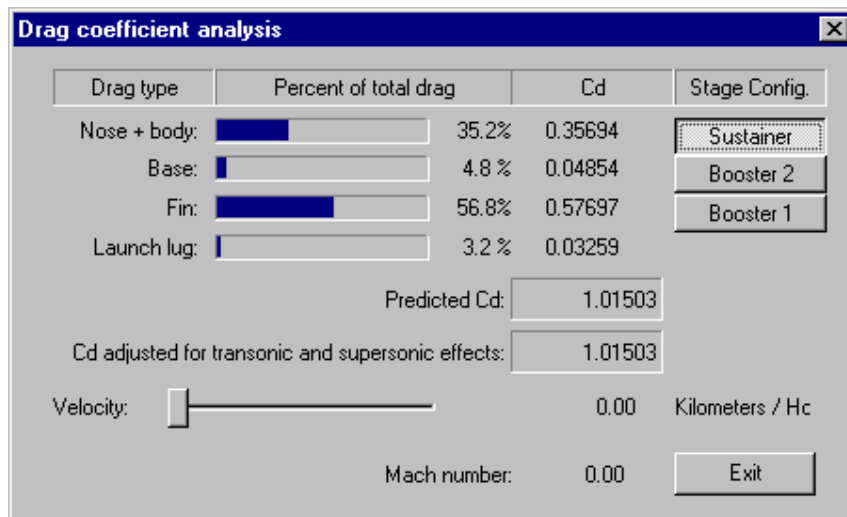 Drag coefficient analysis
Drag type Percent of total drag Cd Stage Config.
Nose + body: 35.2% 0.35694 Sustainer
Base: 4.8 % 0.04854 Booster 2
Fin: 56.8% 0.57697 Booster 1
Launch lug: 3.2 % 0.03259
Predicted Cd: 1.01503
Cd adjusted for transonic and supersonic effects: 1.01503
Velocity: 0.00 Kilometers / Ho
Mach number: 0.00 Exit